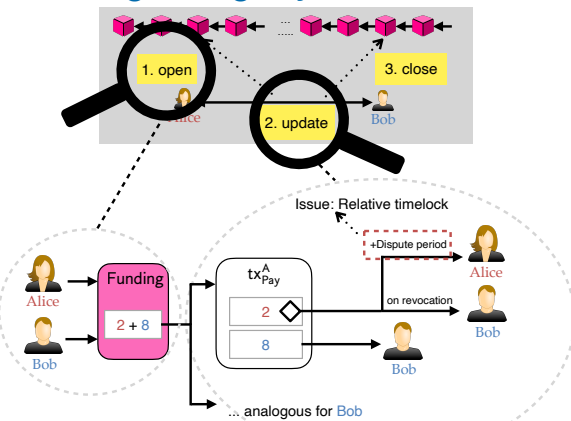 .... 
.....
1. open
3. close
Alice
2. update
Bob
Issue: Relative timelock
+Dispute period
Funding
tx^A_Pay
Alice
Alice
2
on revocation
2 + 8
Bob
8
Bob
Bob
... analogous for Bob